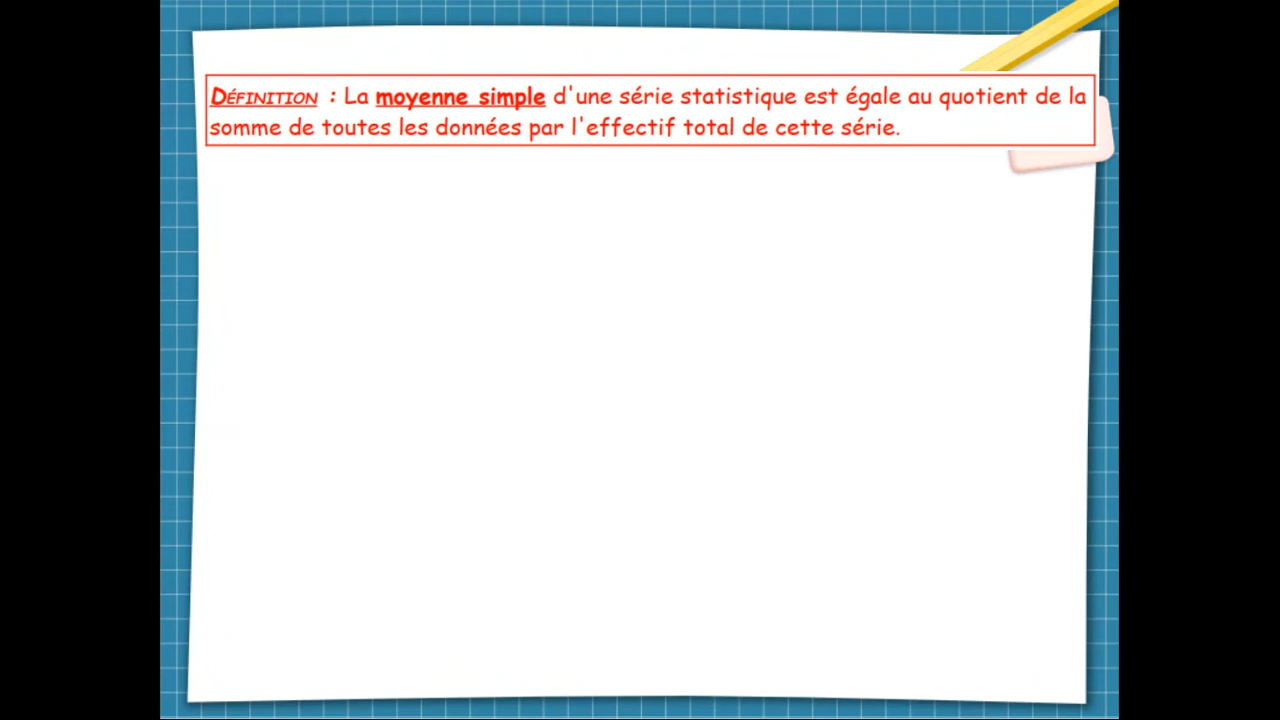 DÉFINITION : La moyenne simple d'une série statistique est égale au quotient de la
somme de toutes les données par l'effectif total de cette série.